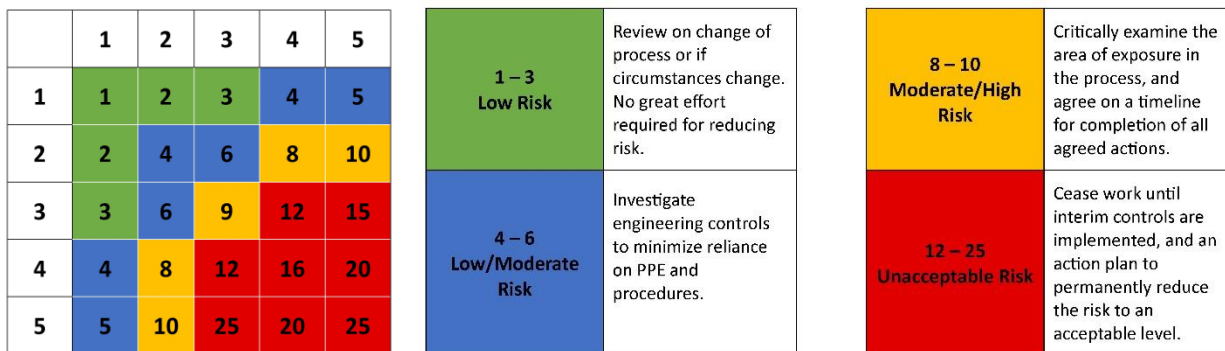 1 2 3 4 5
1 1 2 3 4 5
2 2 4 6 8 10
3 3 6 9 12 15
4 4 8 12 16 20
5 5 10 25 20 25
1 – 3
Low Risk
Review on change of
process or if
circumstances change.
No great effort
required for reducing
risk.
4 – 6
Low/Moderate
Risk
Investigate
engineering controls
to minimize reliance
on PPE and
procedures.
8 – 10
Moderate/High
Risk
Critically examine the
area of exposure in
the process, and
agree on a timeline
for completion of all
agreed actions.
12 – 25
Unacceptable Risk
Cease work until
interim controls are
implemented, and an
action plan to
permanently reduce
the risk to an
acceptable level.